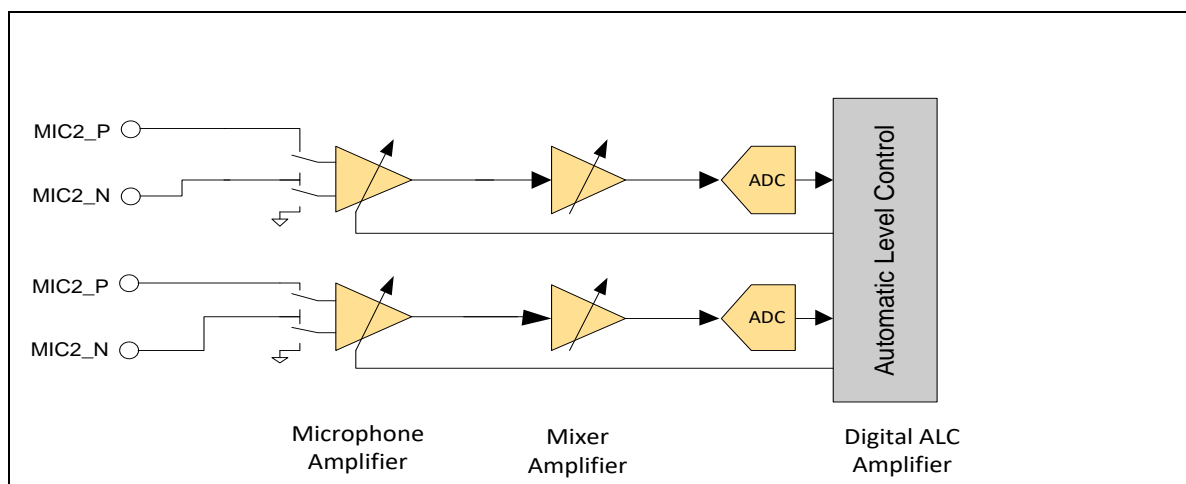 MIC2_P
MIC2_N
ADC
MIC2_P
MIC2_N
ADC
Automatic Level Control
Microphone
Amplifier
Mixer
Amplifier
Digital ALC
Amplifier